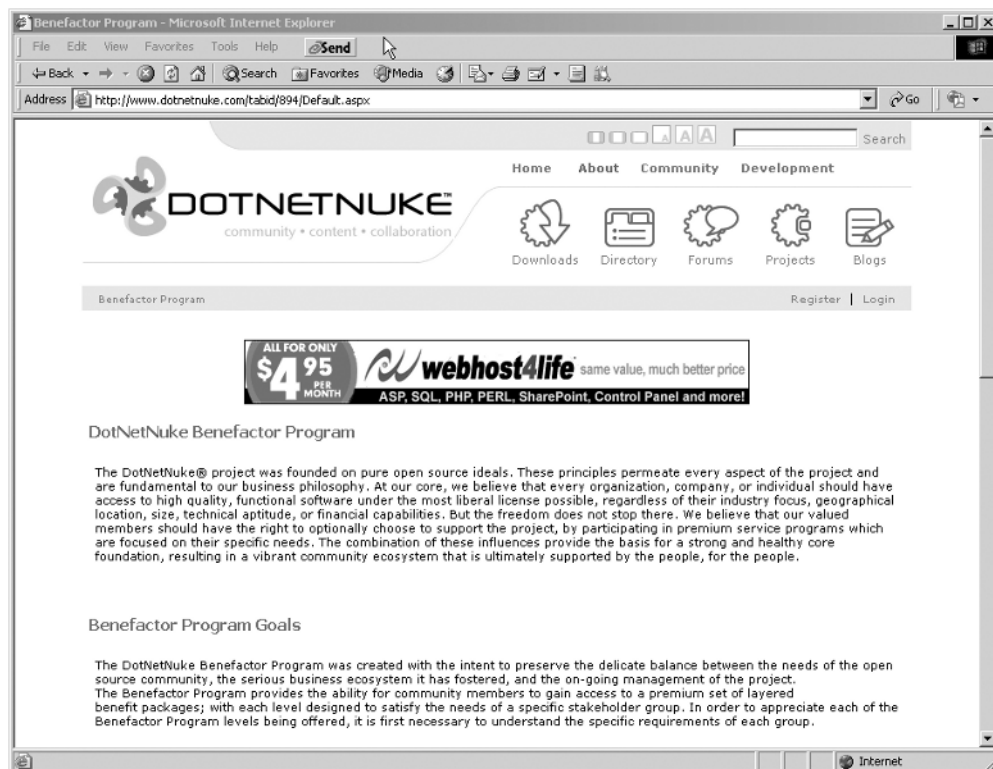 Benefactor Program - Microsoft Internet Explorer
File Edit View Favorites Tools Help Send
Back Search Favorites Media
Address http://www.dotnetnuke.com/tabid/894/Default.aspx Go
A A A Search
Home About Community Development
DOTNETNUKE™
community • content • collaboration
Downloads Directory Forums Projects Blogs
Benefactor Program Register | Login
ALL FOR ONLY
$4.95
PER
MONTH
webhost4life same value, much better price
ASP, SQL, PHP, PERL, SharePoint, Control Panel and more!
DotNetNuke Benefactor Program
The DotNetNuke® project was founded on pure open source ideals. These principles permeate every aspect of the project and
are fundamental to our business philosophy. At our core, we believe that every organization, company, or individual should have
access to high quality, functional software under the most liberal license possible, regardless of their industry focus, geographical
location, size, technical aptitude, or financial capabilities. But the freedom does not stop there. We believe that our valued
members should have the right to optionally choose to support the project, by participating in premium service programs which
are focused on their specific needs. The combination of these influences provide the basis for a strong and healthy core
foundation, resulting in a vibrant community ecosystem that is ultimately supported by the people, for the people.
Benefactor Program Goals
The DotNetNuke Benefactor Program was created with the intent to preserve the delicate balance between the needs of the open
source community, the serious business ecosystem it has fostered, and the on-going management of the project.
The Benefactor Program provides the ability for community members to gain access to a premium set of layered
benefit packages; with each level designed to satisfy the needs of a specific stakeholder group. In order to appreciate each of the
Benefactor Program levels being offered, it is first necessary to understand the specific requirements of each group.
Internet